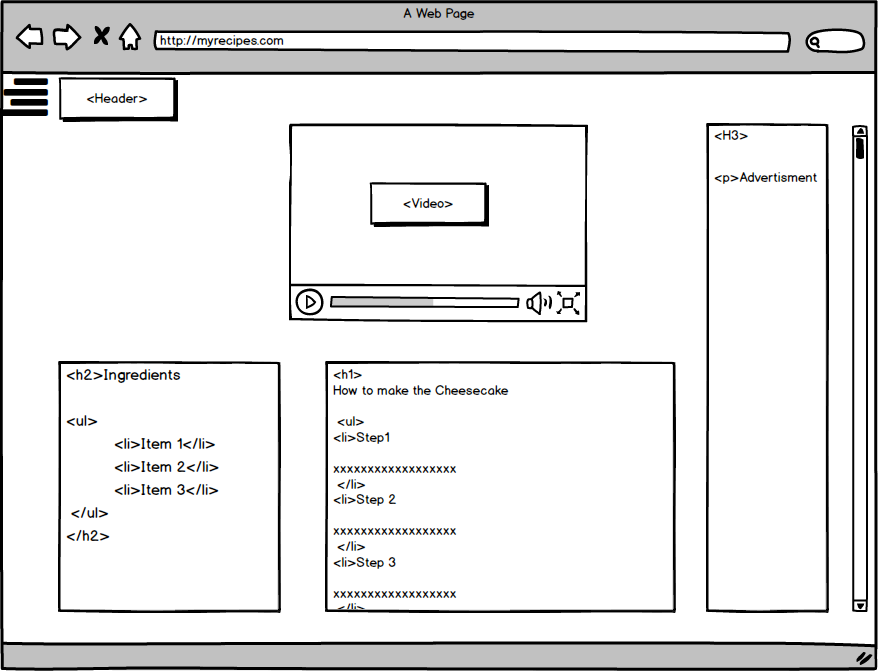 A Web Page
http://myrecipes.com
<Header>
<Video>
<H3>
<p>Advertisment
<h2>Ingredients
<ul>
<li>Item 1</li>
<li>Item 2</li>
<li>Item 3</li>
</ul>
</h2>
<h1>
How to make the Cheesecake
<ul>
<li>Step1
xxxxxxxxxxxxxxxxxx
</li>
<li>Step 2
xxxxxxxxxxxxxxxxxx
</li>
<li>Step 3
xxxxxxxxxxxxxxxxxx
</li>